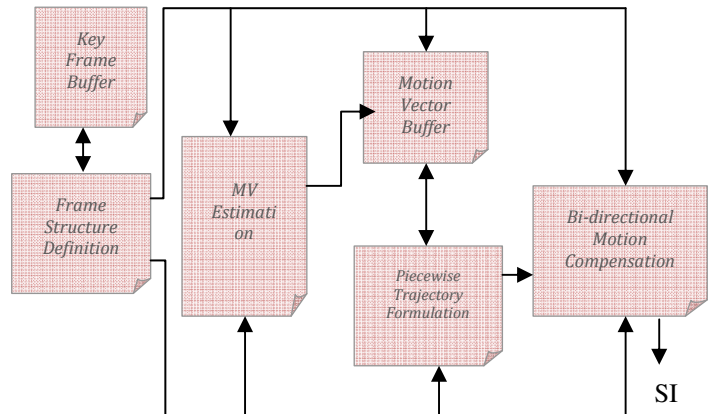 Key
Frame
Buffer
Motion
Vector
Buffer
Frame
Structure
Definition
MV
Estimati
on
Piecewise
Trajectory
Formulation
Bi-directional
Motion
Compensation
SI